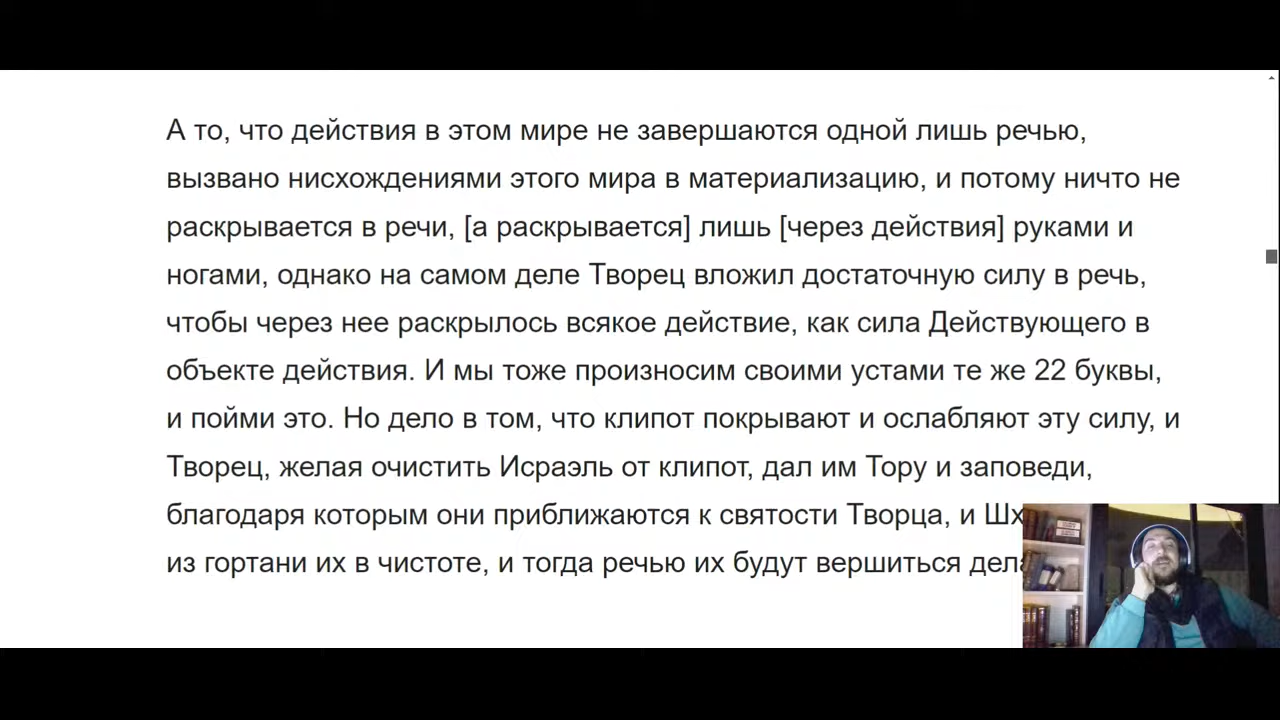 А то, что действия в этом мире не завершаются одной лишь речью,
вызвано нисхождениями этого мира в материализацию, и потому ничто не
раскрывается в речи, [а раскрывается] лишь [через действия] руками и
ногами, однако на самом деле Творец вложил достаточную силу в речь,
чтобы через нее раскрылось всякое действие, как сила Действующего в
объекте действия. И мы тоже произносим своими устами те же 22 буквы,
и пойми это. Но дело в том, что клипот покрывают и ослабляют эту силу, и
Творец, желая очистить Исраэль от клипот, дал им Тору и заповеди,
благодаря которым они приближаются к святости Творца, и
из гортани их в чистоте, и тогда речью их будут вершиться